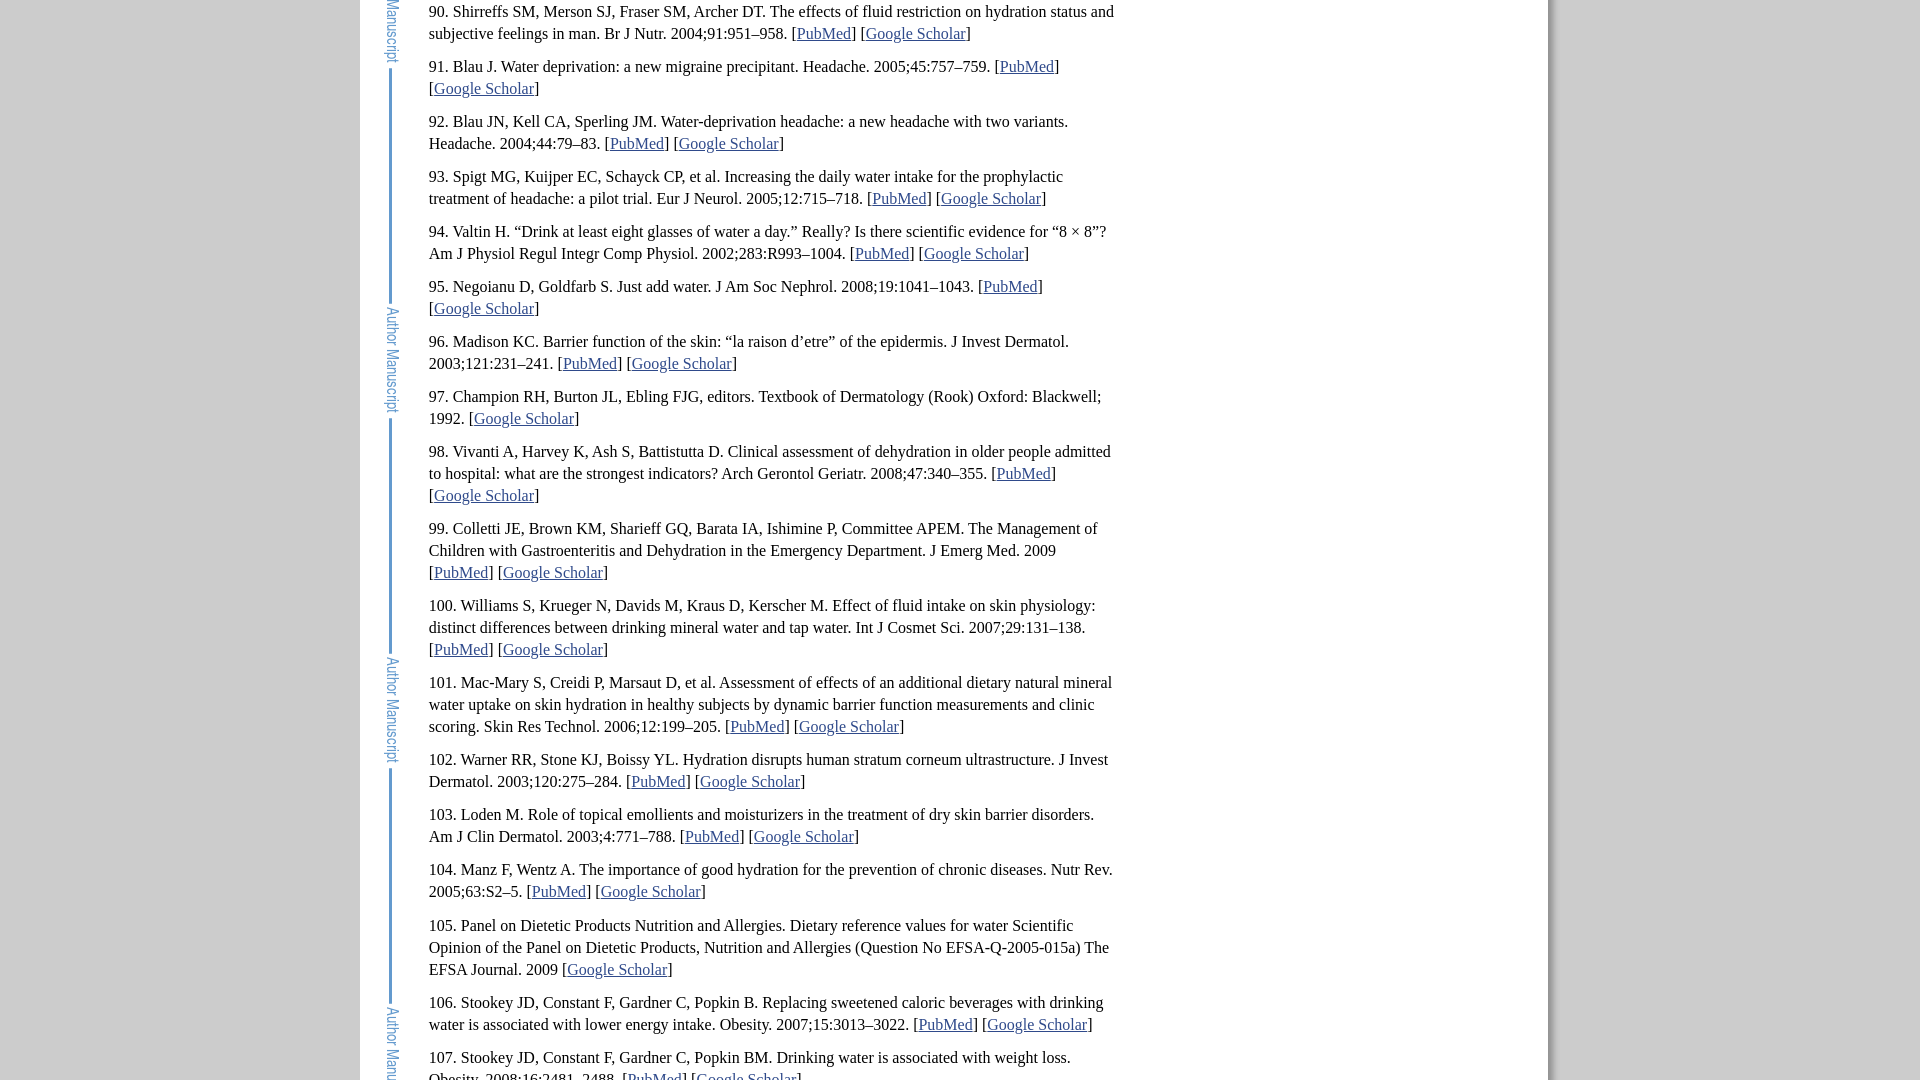 Manuscript
Author Manuscript
Author Manuscript
Author Manu
90. Shirreffs SM, Merson SJ, Fraser SM, Archer DT. The effects of fluid restriction on hydration status and
subjective feelings in man. Br J Nutr. 2004;91:951–958. [PubMed] [Google Scholar]
91. Blau J. Water deprivation: a new migraine precipitant. Headache. 2005;45:757–759. [PubMed]
[Google Scholar]
92. Blau JN, Kell CA, Sperling JM. Water-deprivation headache: a new headache with two variants.
Headache. 2004;44:79–83. [PubMed] [Google Scholar]
93. Spigt MG, Kuijper EC, Schayck CP, et al. Increasing the daily water intake for the prophylactic
treatment of headache: a pilot trial. Eur J Neurol. 2005;12:715–718. [PubMed] [Google Scholar]
94. Valtin H. “Drink at least eight glasses of water a day.” Really? Is there scientific evidence for “8 × 8”?
Am J Physiol Regul Integr Comp Physiol. 2002;283:R993–1004. [PubMed] [Google Scholar]
95. Negoianu D, Goldfarb S. Just add water. J Am Soc Nephrol. 2008;19:1041–1043. [PubMed]
[Google Scholar]
96. Madison KC. Barrier function of the skin: “la raison d’etre” of the epidermis. J Invest Dermatol.
2003;121:231–241. [PubMed] [Google Scholar]
97. Champion RH, Burton JL, Ebling FJG, editors. Textbook of Dermatology (Rook) Oxford: Blackwell;
1992. [Google Scholar]
98. Vivanti A, Harvey K, Ash S, Battistutta D. Clinical assessment of dehydration in older people admitted
to hospital: what are the strongest indicators? Arch Gerontol Geriatr. 2008;47:340–355. [PubMed]
[Google Scholar]
99. Colletti JE, Brown KM, Sharieff GQ, Barata IA, Ishimine P, Committee APEM. The Management of
Children with Gastroenteritis and Dehydration in the Emergency Department. J Emerg Med. 2009
[PubMed] [Google Scholar]
100. Williams S, Krueger N, Davids M, Kraus D, Kerscher M. Effect of fluid intake on skin physiology:
distinct differences between drinking mineral water and tap water. Int J Cosmet Sci. 2007;29:131–138.
[PubMed] [Google Scholar]
101. Mac-Mary S, Creidi P, Marsaut D, et al. Assessment of effects of an additional dietary natural mineral
water uptake on skin hydration in healthy subjects by dynamic barrier function measurements and clinic
scoring. Skin Res Technol. 2006;12:199–205. [PubMed] [Google Scholar]
102. Warner RR, Stone KJ, Boissy YL. Hydration disrupts human stratum corneum ultrastructure. J Invest
Dermatol. 2003;120:275–284. [PubMed] [Google Scholar]
103. Loden M. Role of topical emollients and moisturizers in the treatment of dry skin barrier disorders.
Am J Clin Dermatol. 2003;4:771–788. [PubMed] [Google Scholar]
104. Manz F, Wentz A. The importance of good hydration for the prevention of chronic diseases. Nutr Rev.
2005;63:S2–5. [PubMed] [Google Scholar]
105. Panel on Dietetic Products Nutrition and Allergies. Dietary reference values for water Scientific
Opinion of the Panel on Dietetic Products, Nutrition and Allergies (Question No EFSA-Q-2005-015a) The
EFSA Journal. 2009 [Google Scholar]
106. Stookey JD, Constant F, Gardner C, Popkin B. Replacing sweetened caloric beverages with drinking
water is associated with lower energy intake. Obesity. 2007;15:3013–3022. [PubMed] [Google Scholar]
107. Stookey JD, Constant F, Gardner C, Popkin BM. Drinking water is associated with weight loss.
Obesity. 2008;16:2481–2488. [PubMed] [Google Scholar]